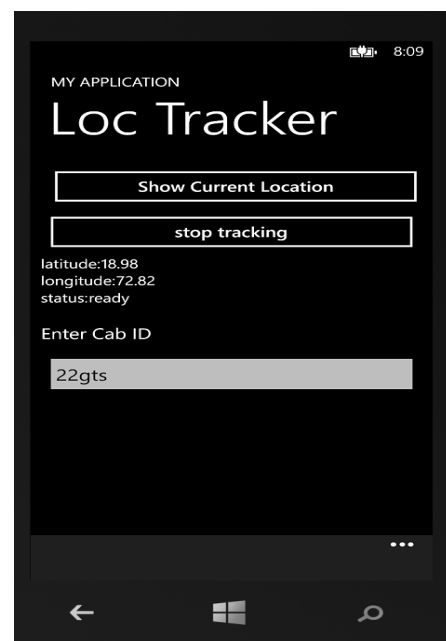 8:09
MY APPLICATION
Loc Tracker
Show Current Location
stop tracking
latitude:18.98
longitude:72.82
status:ready
Enter Cab ID
22gts